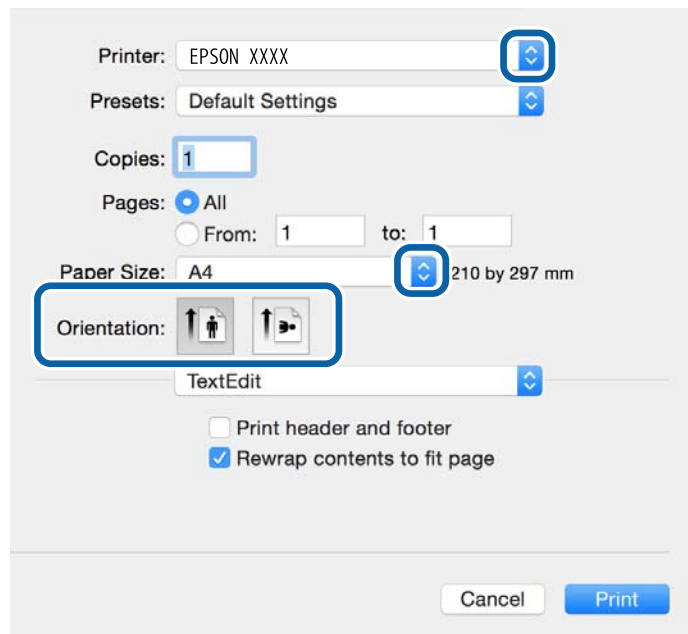 Printer: EPSON XXXX
Presets: Default Settings
Copies: 1
Pages: All
From: 1 to: 1
Paper Size: A4 210 by 297 mm
Orientation:
TextEdit
Print header and footer
Rewrap contents to fit page
Cancel Print